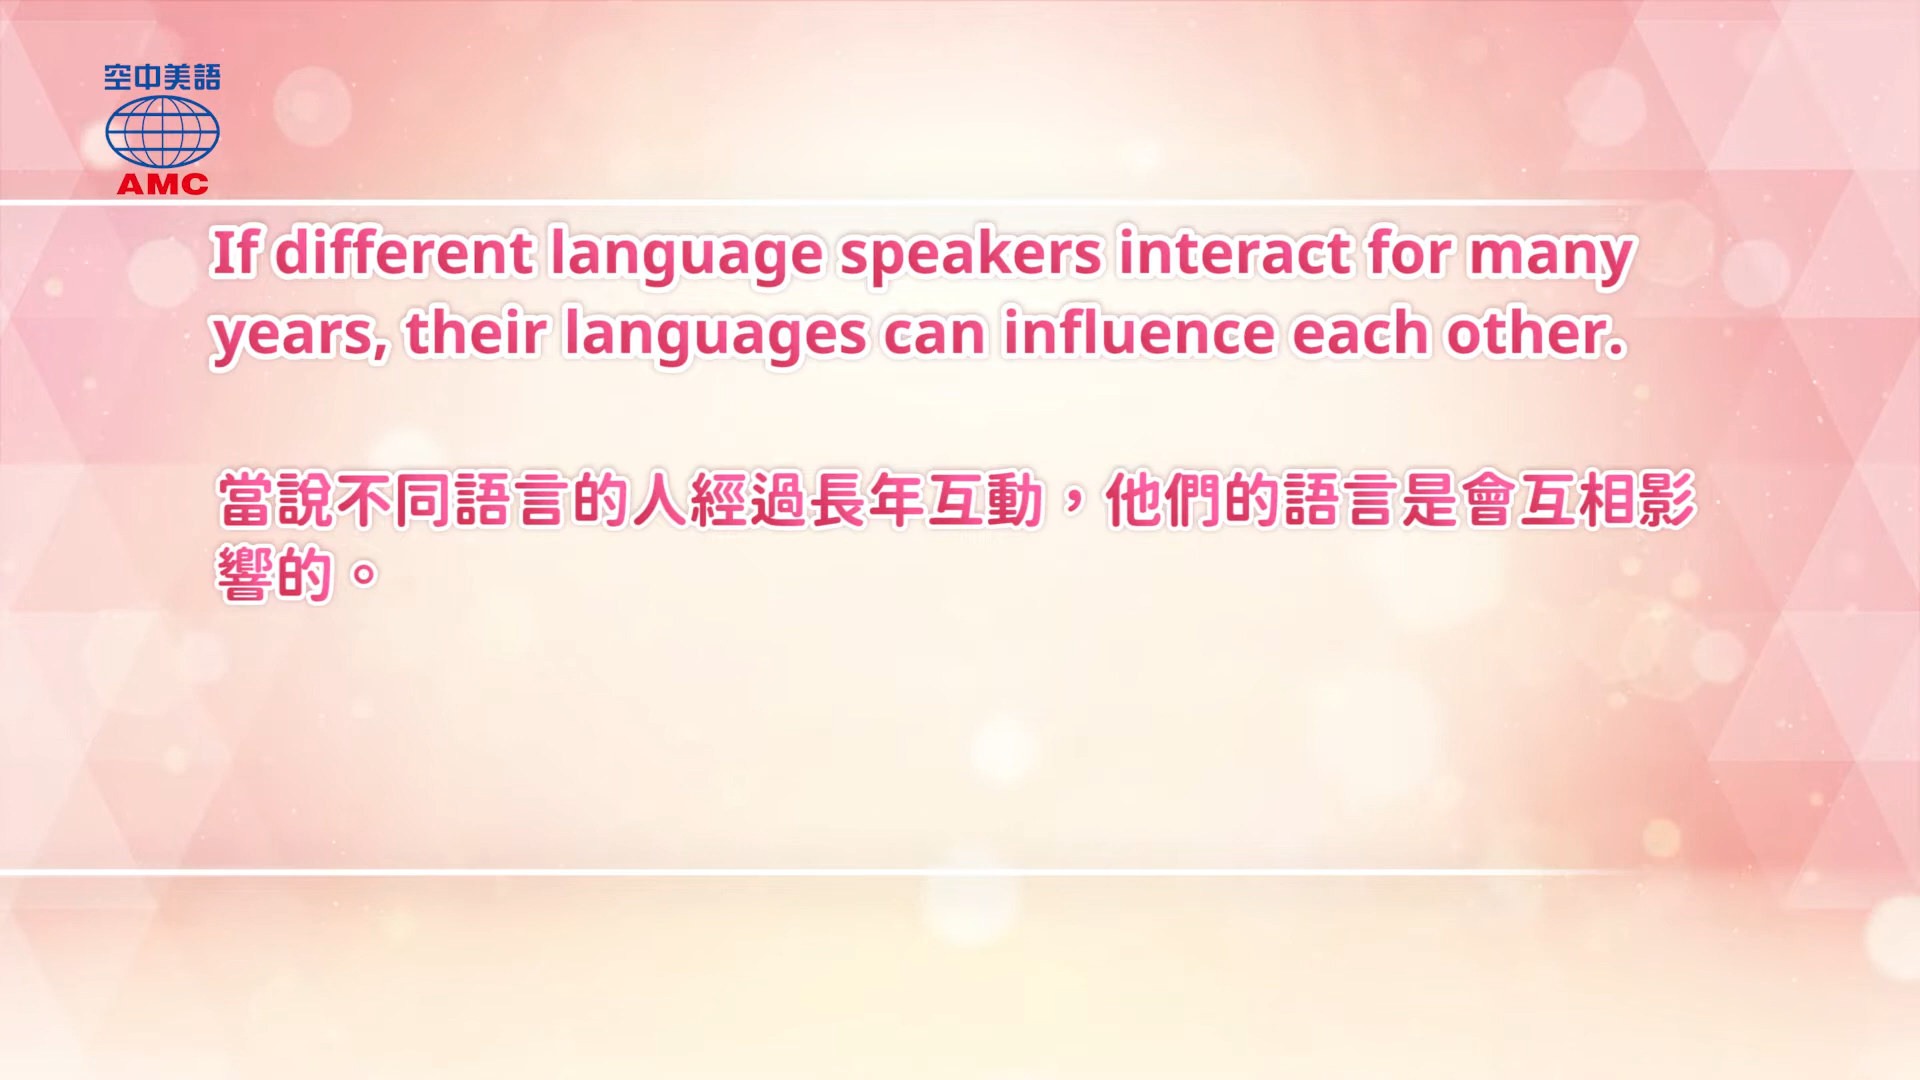 空中美語
AMC
If different language speakers interact for many
years, their languages can influence each other.
當說不同語言的人經過長年互動，他們的語言是會互相影
響的。